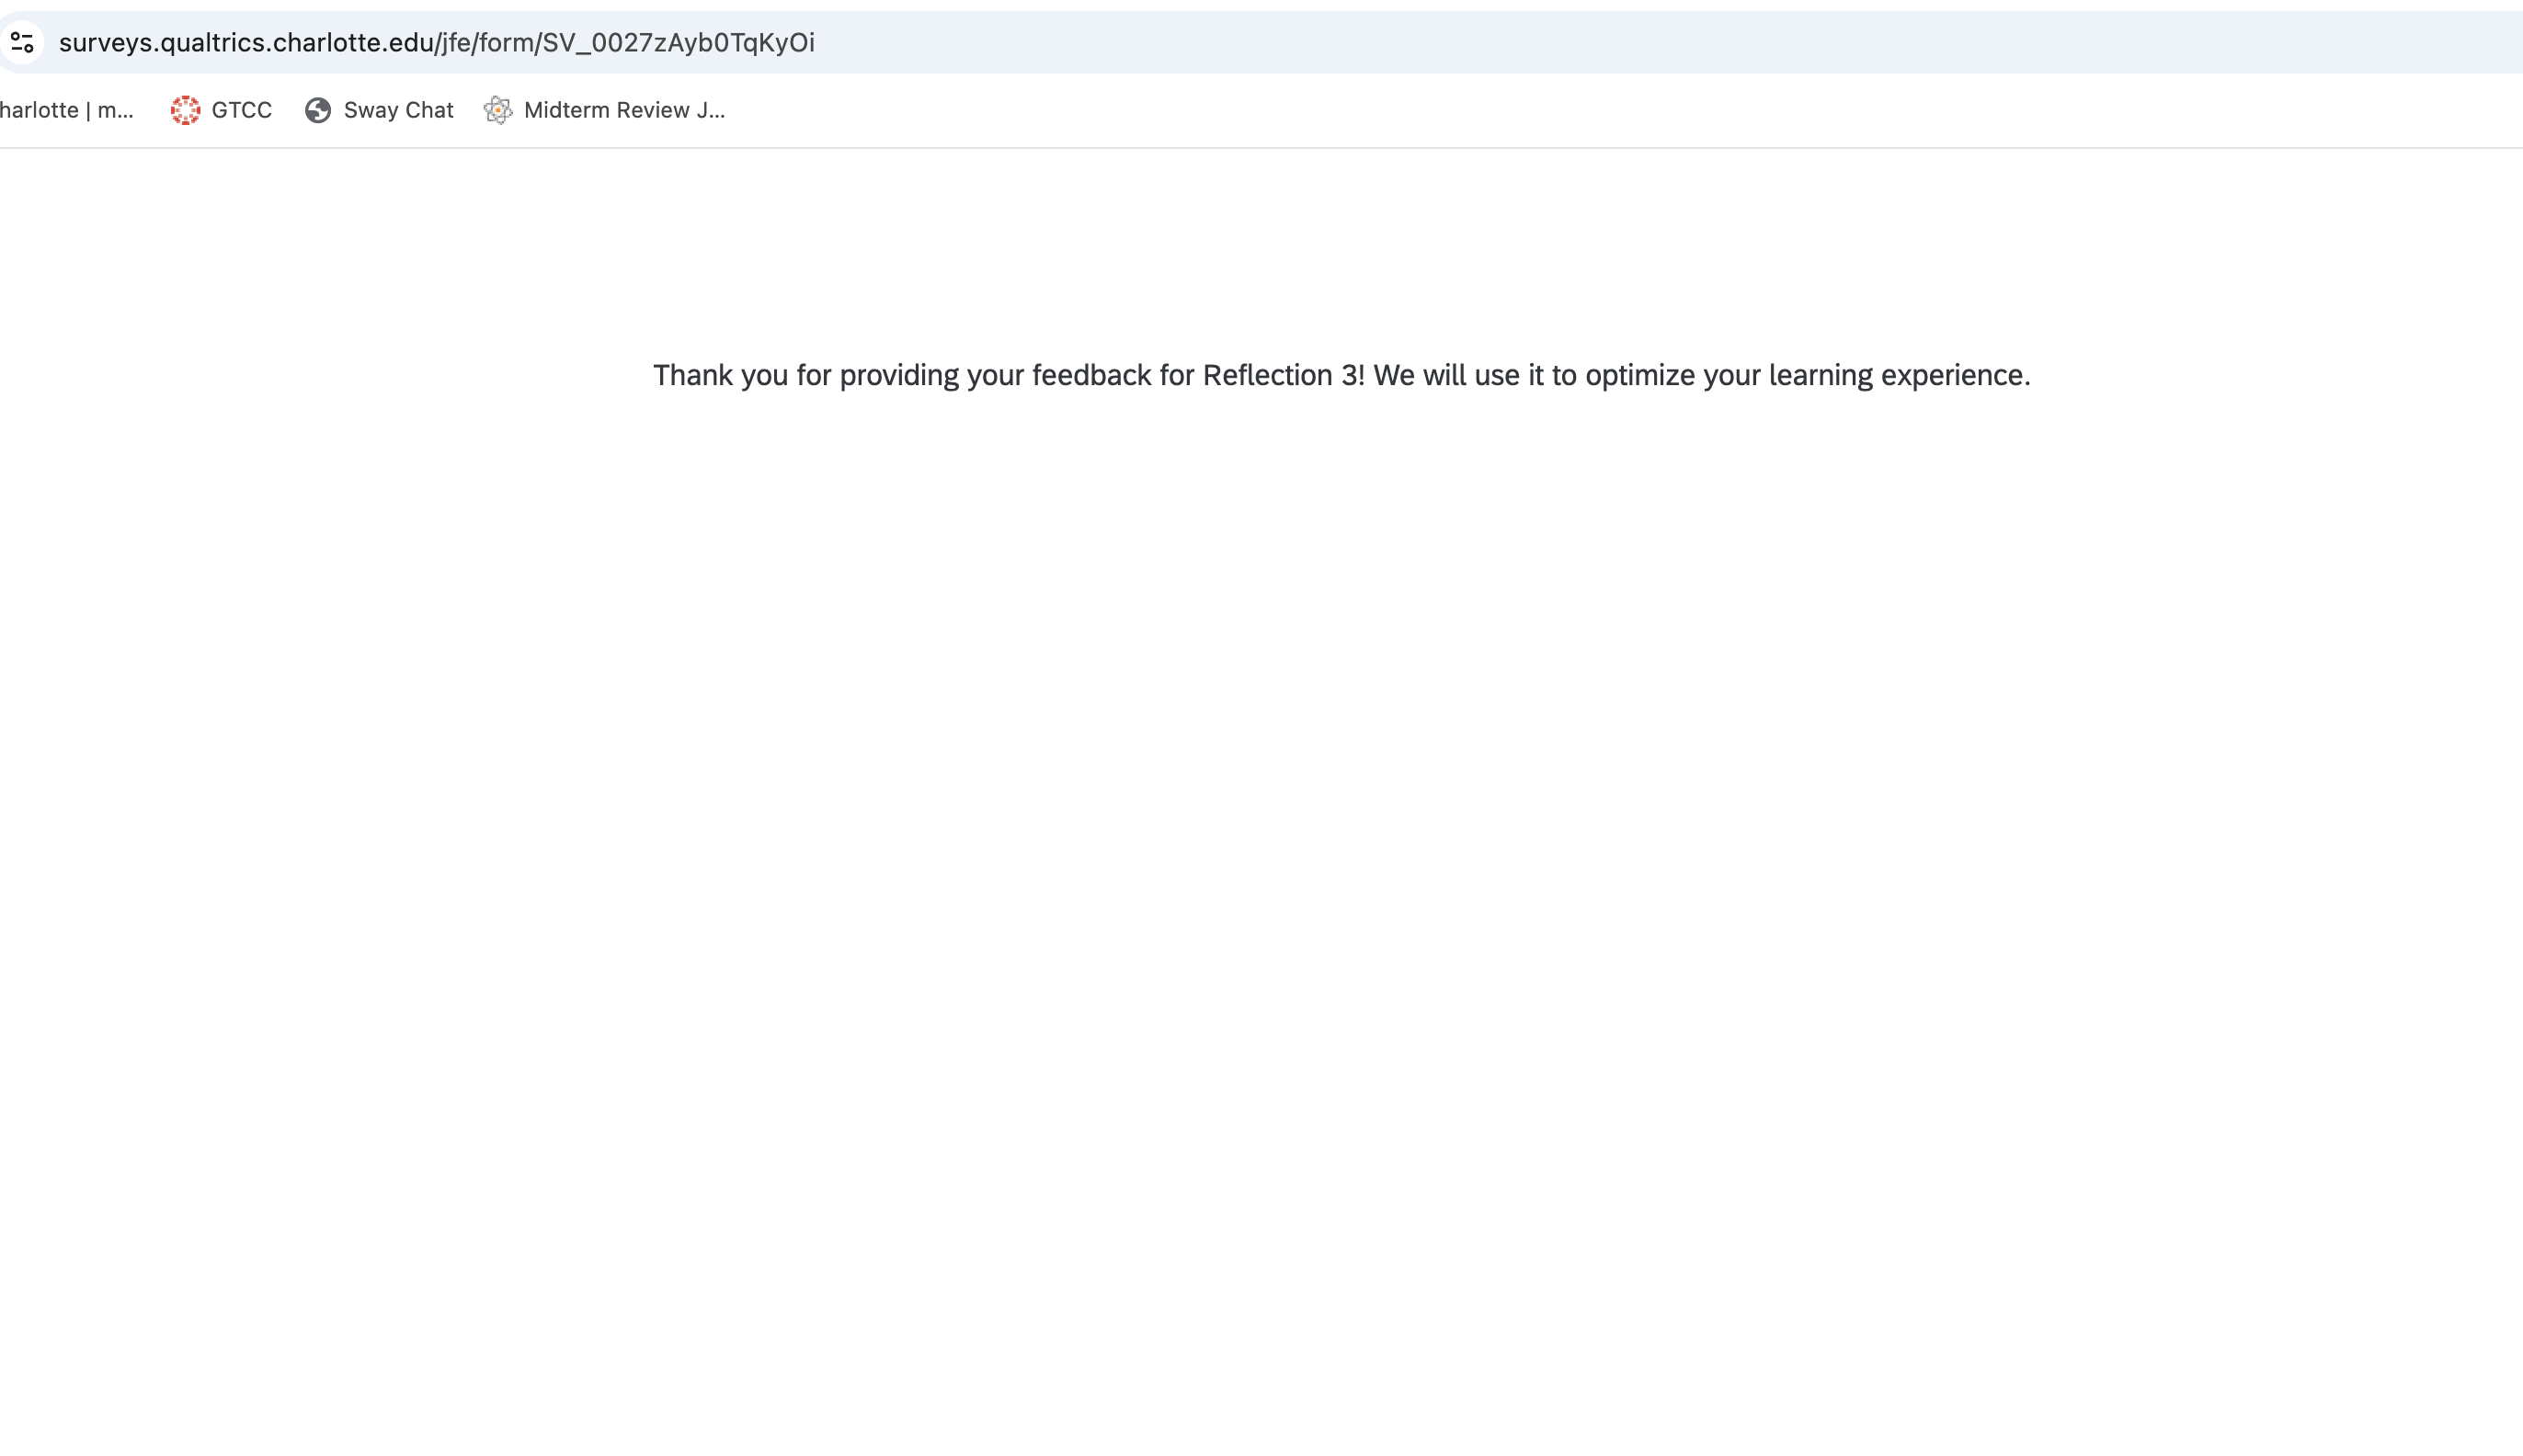 surveys.qualtrics.charlotte.edu/jfe/form/SV_0027zAyb0TqKyOi
harlotte | m... GTCC Sway Chat Midterm Review J...
Thank you for providing your feedback for Reflection 3! We will use it to optimize your learning experience.